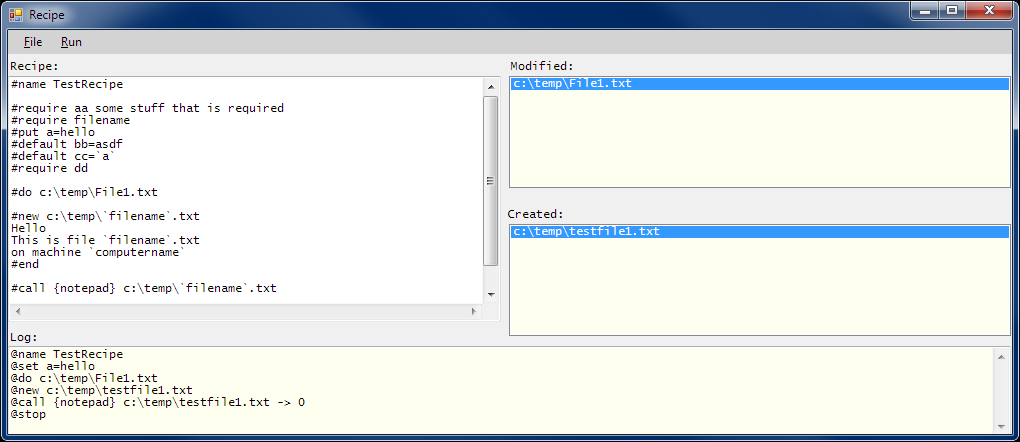 Recipe
File Run
Recipe:
#name TestRecipe
#require aa some stuff that is required
#require filename
#put a=hello
#default bb=asdf
#default cc=`a`
#require dd
#do c:\temp\File1.txt
#new c:\temp\`filename`.txt
Hello
This is file `filename`.txt
on machine `computername`
#end
#call {notepad} c:\temp\`filename`.txt
Modified:
c:\temp\File1.txt
Created:
c:\temp\testfile1.txt
Log:
@name TestRecipe
@set a=hello
@do c:\temp\File1.txt
@new c:\temp\testfile1.txt
@call {notepad} c:\temp\testfile1.txt -> 0
@stop